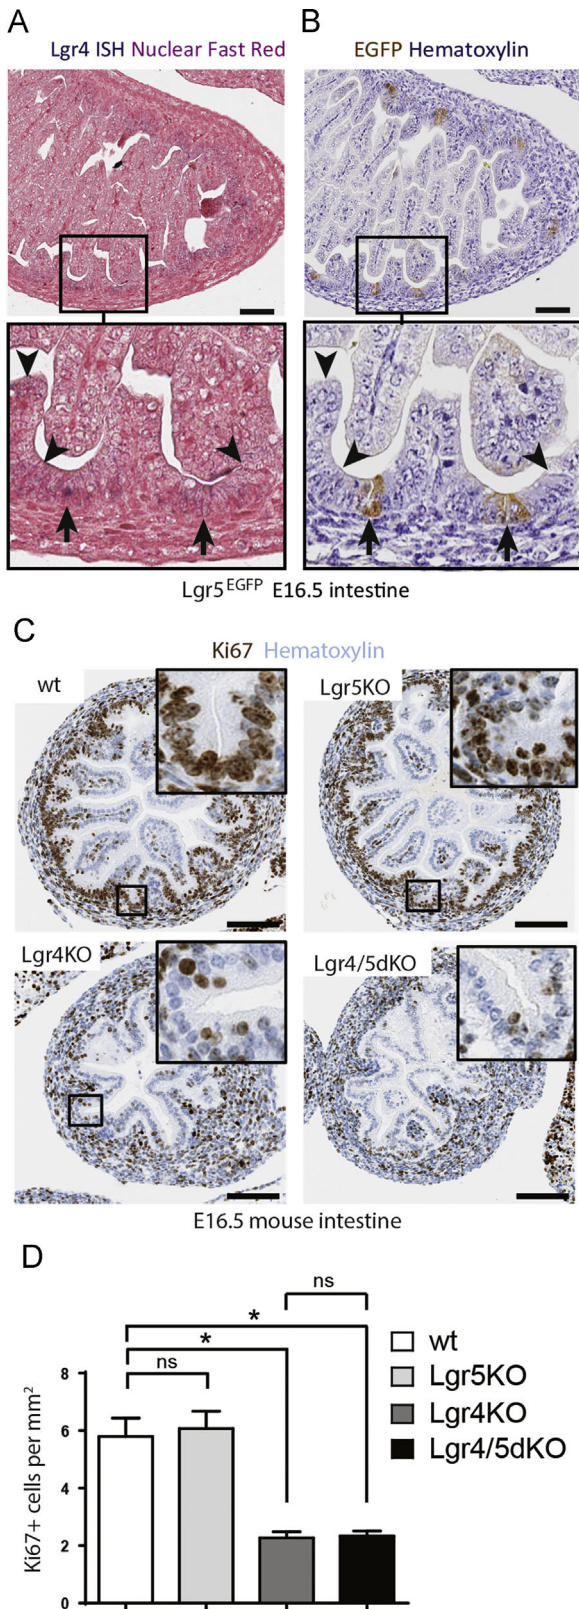 A
B
Lgr4 ISH Nuclear Fast Red
EGFP Hematoxylin
Lgr5EGFP E16.5 intestine
C
Ki67 Hematoxylin
wt
Lgr5KO
Lgr4KO
Lgr4/5dKO
E16.5 mouse intestine
D
ns
*
*
ns
wt
Lgr5KO
Lgr4KO
Lgr4/5dKO
Ki67+ cells per mm²
8
6
4
2
0